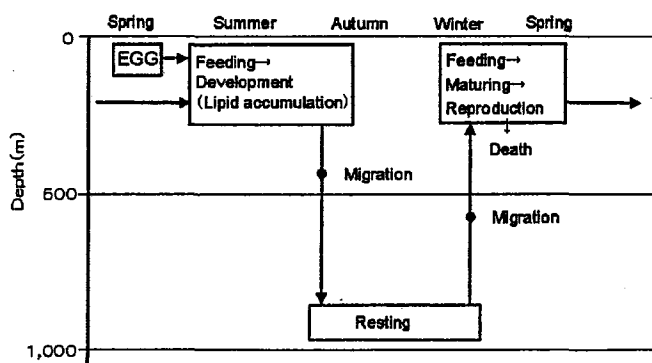 Spring Summer Autumn Winter Spring
0
EGG
Feeding→
Development
(Lipid accumulation)
Feeding→
Maturing→
Reproduction
Death
Migration
Depth(m)
500
Migration
Resting
1,000